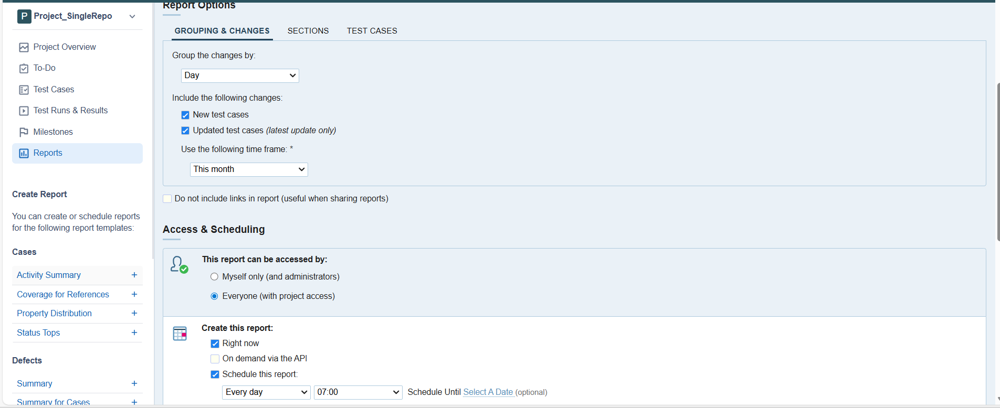 P Project_SingleRepo
Project Overview
To-Do
Test Cases
Test Runs & Results
Milestones
Reports
Create Report
You can create or schedule reports
for the following report templates:
Cases
Activity Summary +
Coverage for References +
Property Distribution +
Status Tops +
Defects
Summary +
Summary for Cases +
Report Options
GROUPING & CHANGES SECTIONS TEST CASES
Group the changes by:
Day
Include the following changes:
New test cases
Updated test cases (latest update only)
Use the following time frame: *
This month
Do not include links in report (useful when sharing reports)
Access & Scheduling
This report can be accessed by:
Myself only (and administrators)
Everyone (with project access)
Create this report:
Right now
On demand via the API
Schedule this report:
Every day 07:00 Schedule Until Select A Date (optional)